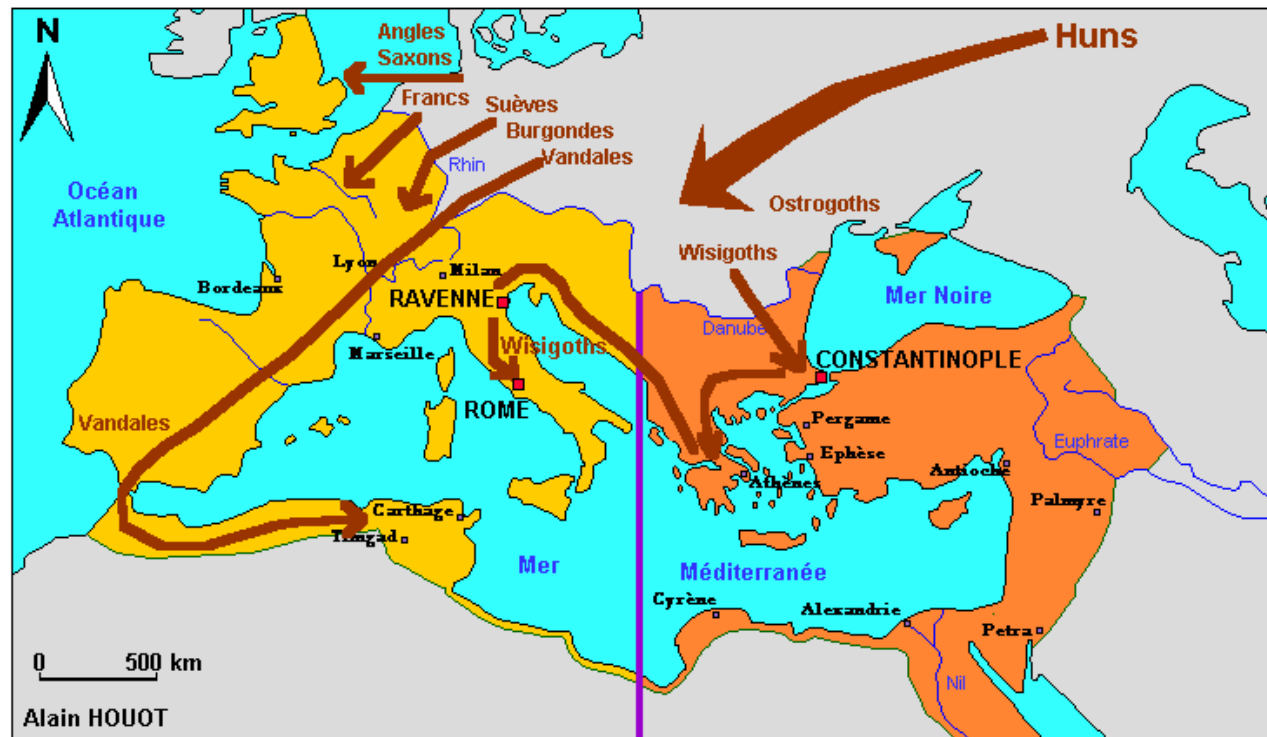 N
Angles
Saxons
Huns
Francs
Suèves
Burgondes
Vandales
Rhin
Océan
Atlantique
Ostrogoths
Wisigoths
Lyon
Milan
Bordeaux
RAVENNE
Mer Noire
Danube
Marseille
Wisigoths
CONSTANTINOPLE
ROME
Vandales
Pergame
Ephèse
Euphrate
Athènes
Antioche
Palmyre
Carthage
Timgad
Mer
Méditerranée
Cyrène
Alexandrie
Petra
0 500 km
Nil
Alain HOUOT